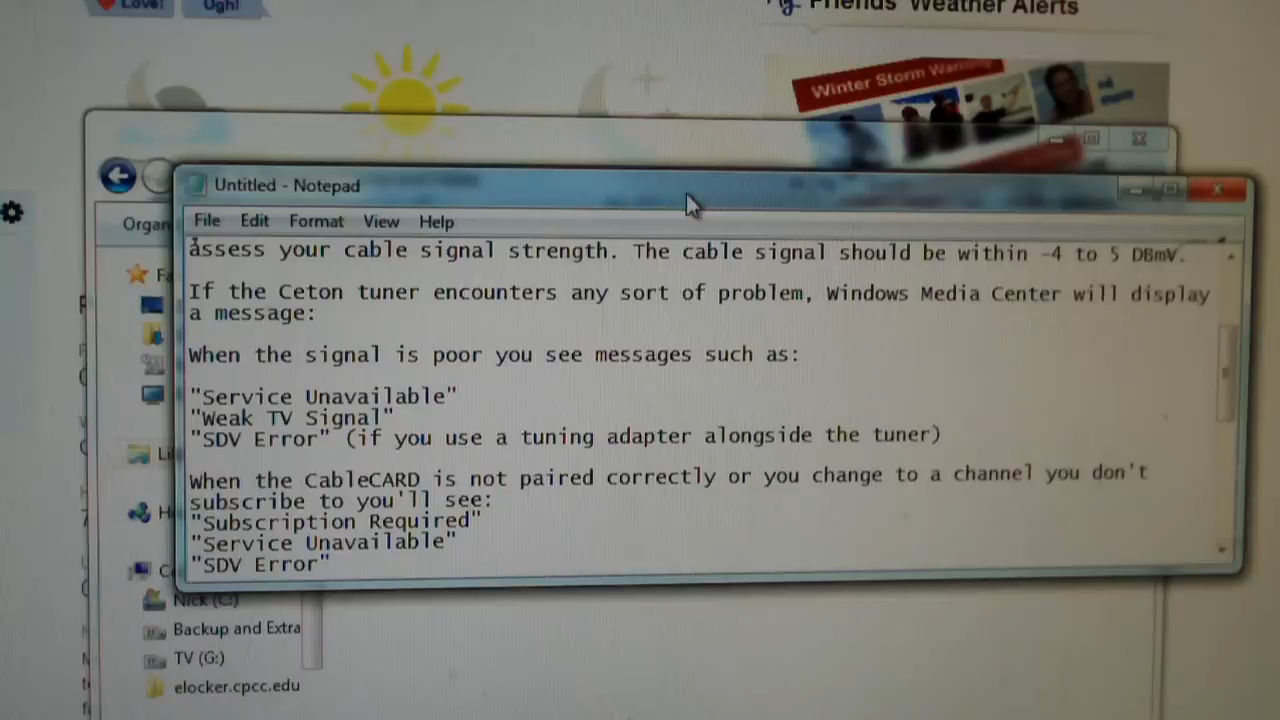 Love!
Ugh!
Friends' Weather Alerts
Winter Storm Warning
Untitled - Notepad
Organ
File Edit Format View Help
assess your cable signal strength. The cable signal should be within -4 to 5 DBmV.
Fa
If the Ceton tuner encounters any sort of problem, Windows Media Center will display
a message:
When the signal is poor you see messages such as:
"Service Unavailable"
"Weak TV Signal"
"SDV Error" (if you use a tuning adapter alongside the tuner)
Li
When the CableCARD is not paired correctly or you change to a channel you don't
subscribe to you'll see:
"Subscription Required"
"Service Unavailable"
"SDV Error"
Nick (C:)
Backup and Extra
TV (G:)
elocker.cpcc.edu